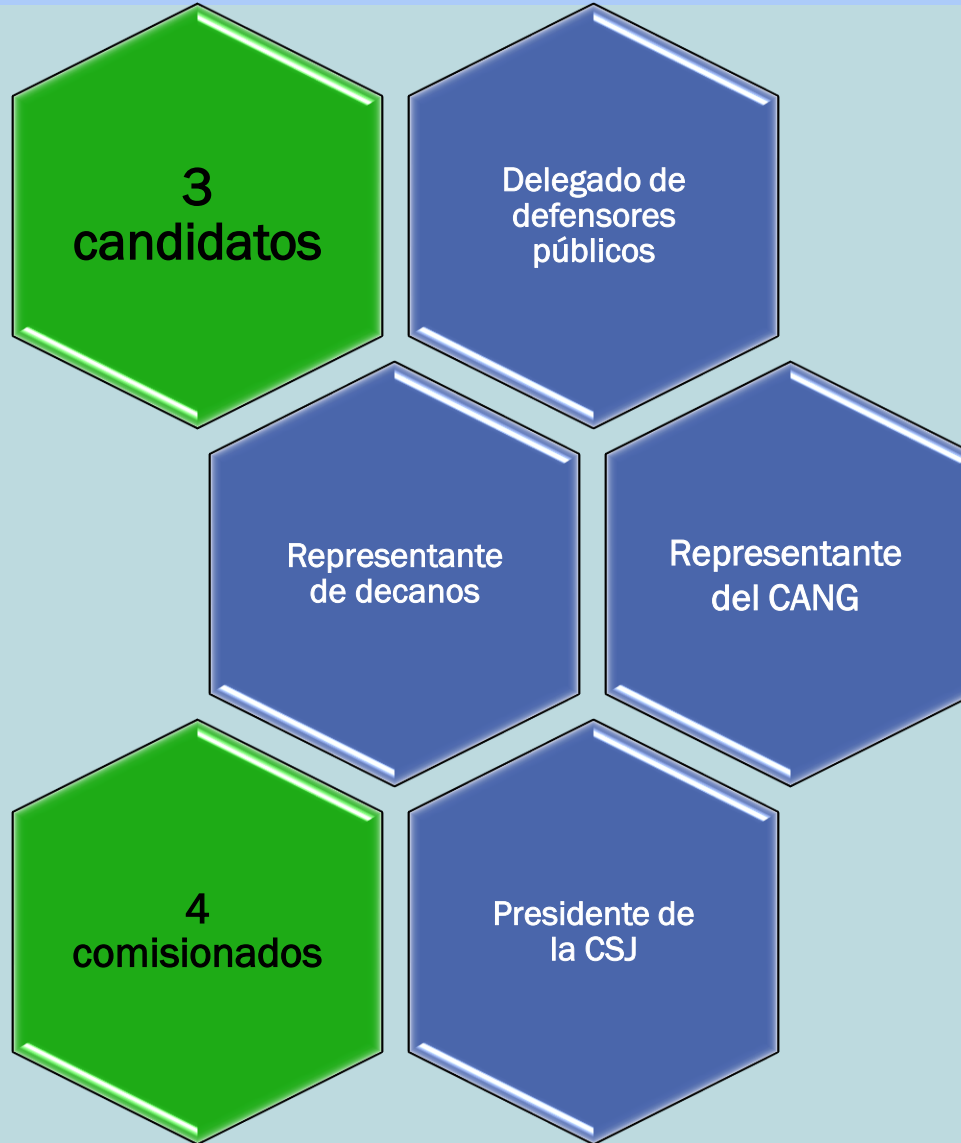 3
candidatos
Delegado de
defensores
públicos
Representante
de decanos
Representante
del CANG
4
comisionados
Presidente de
la CSJ